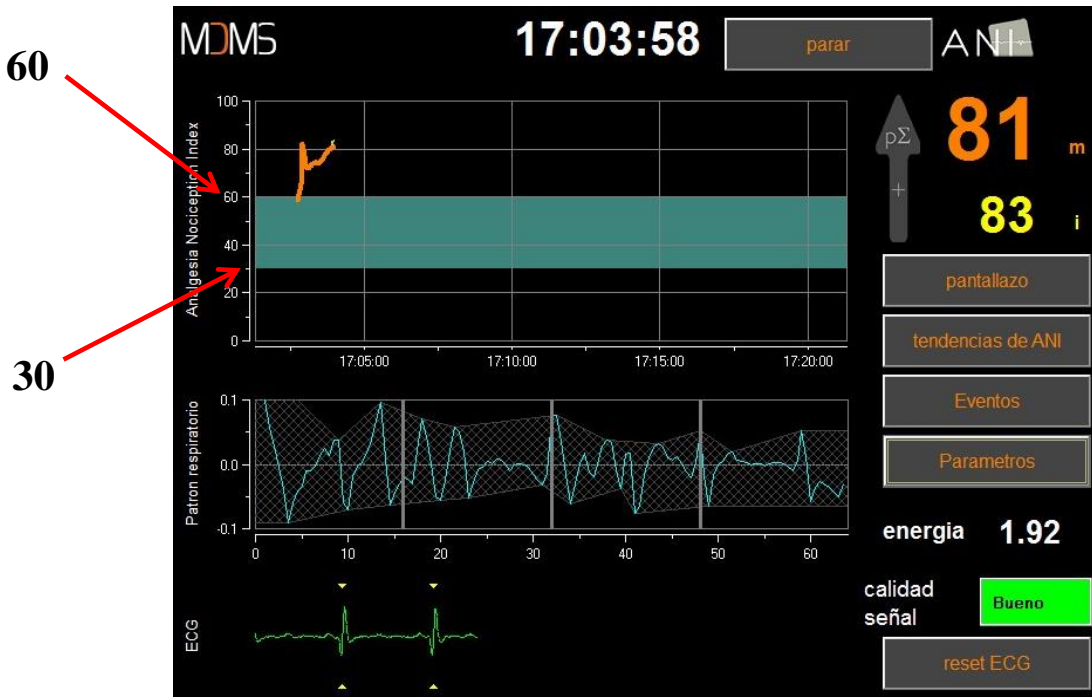 60
30
MDMS
17:03:58
parar
ANI
Analgesia Nociception Index
100
80
60
40
20
0
17:05:00 17:10:00 17:15:00 17:20:00
pΣ
+
81 m
83 i
pantallazo
tendencias de ANI
Eventos
Parametros
Patron respiratorio
0.1
0.0
-0.1
0 10 20 30 40 50 60
energia 1.92
calidad
señal
Bueno
ECG
reset ECG